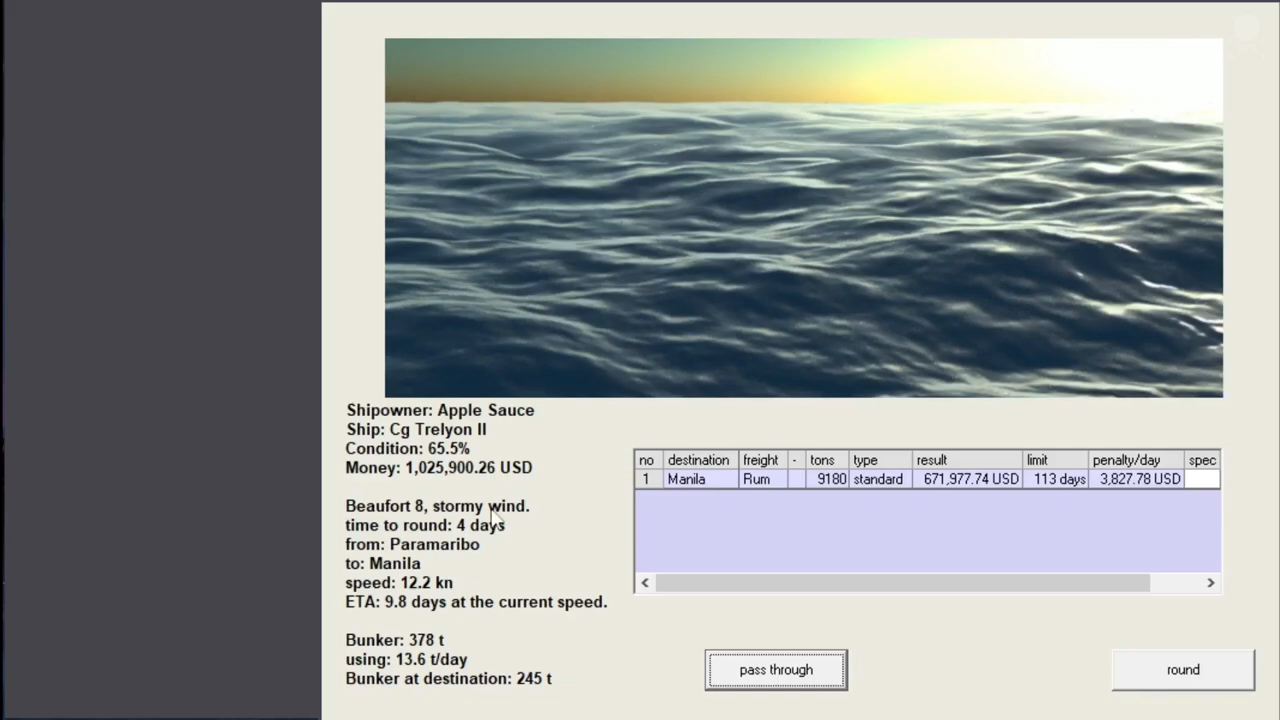 Shipowner: Apple Sauce
Ship: Cg Trelyon II
Condition: 65.5%
Money: 1,025,900.26 USD
Beaufort 8, stormy wind.
time to round: 4 days
from: Paramaribo
to: Manila
speed: 12.2 kn
ETA: 9.8 days at the current speed.
Bunker: 378 t
using: 13.6 t/day
Bunker at destination: 245 t
no destination freight - tons type result limit penalty/day spec
1 Manila Rum 9180 standard 671,977.74 USD 113 days 3,827.78 USD
pass through
round